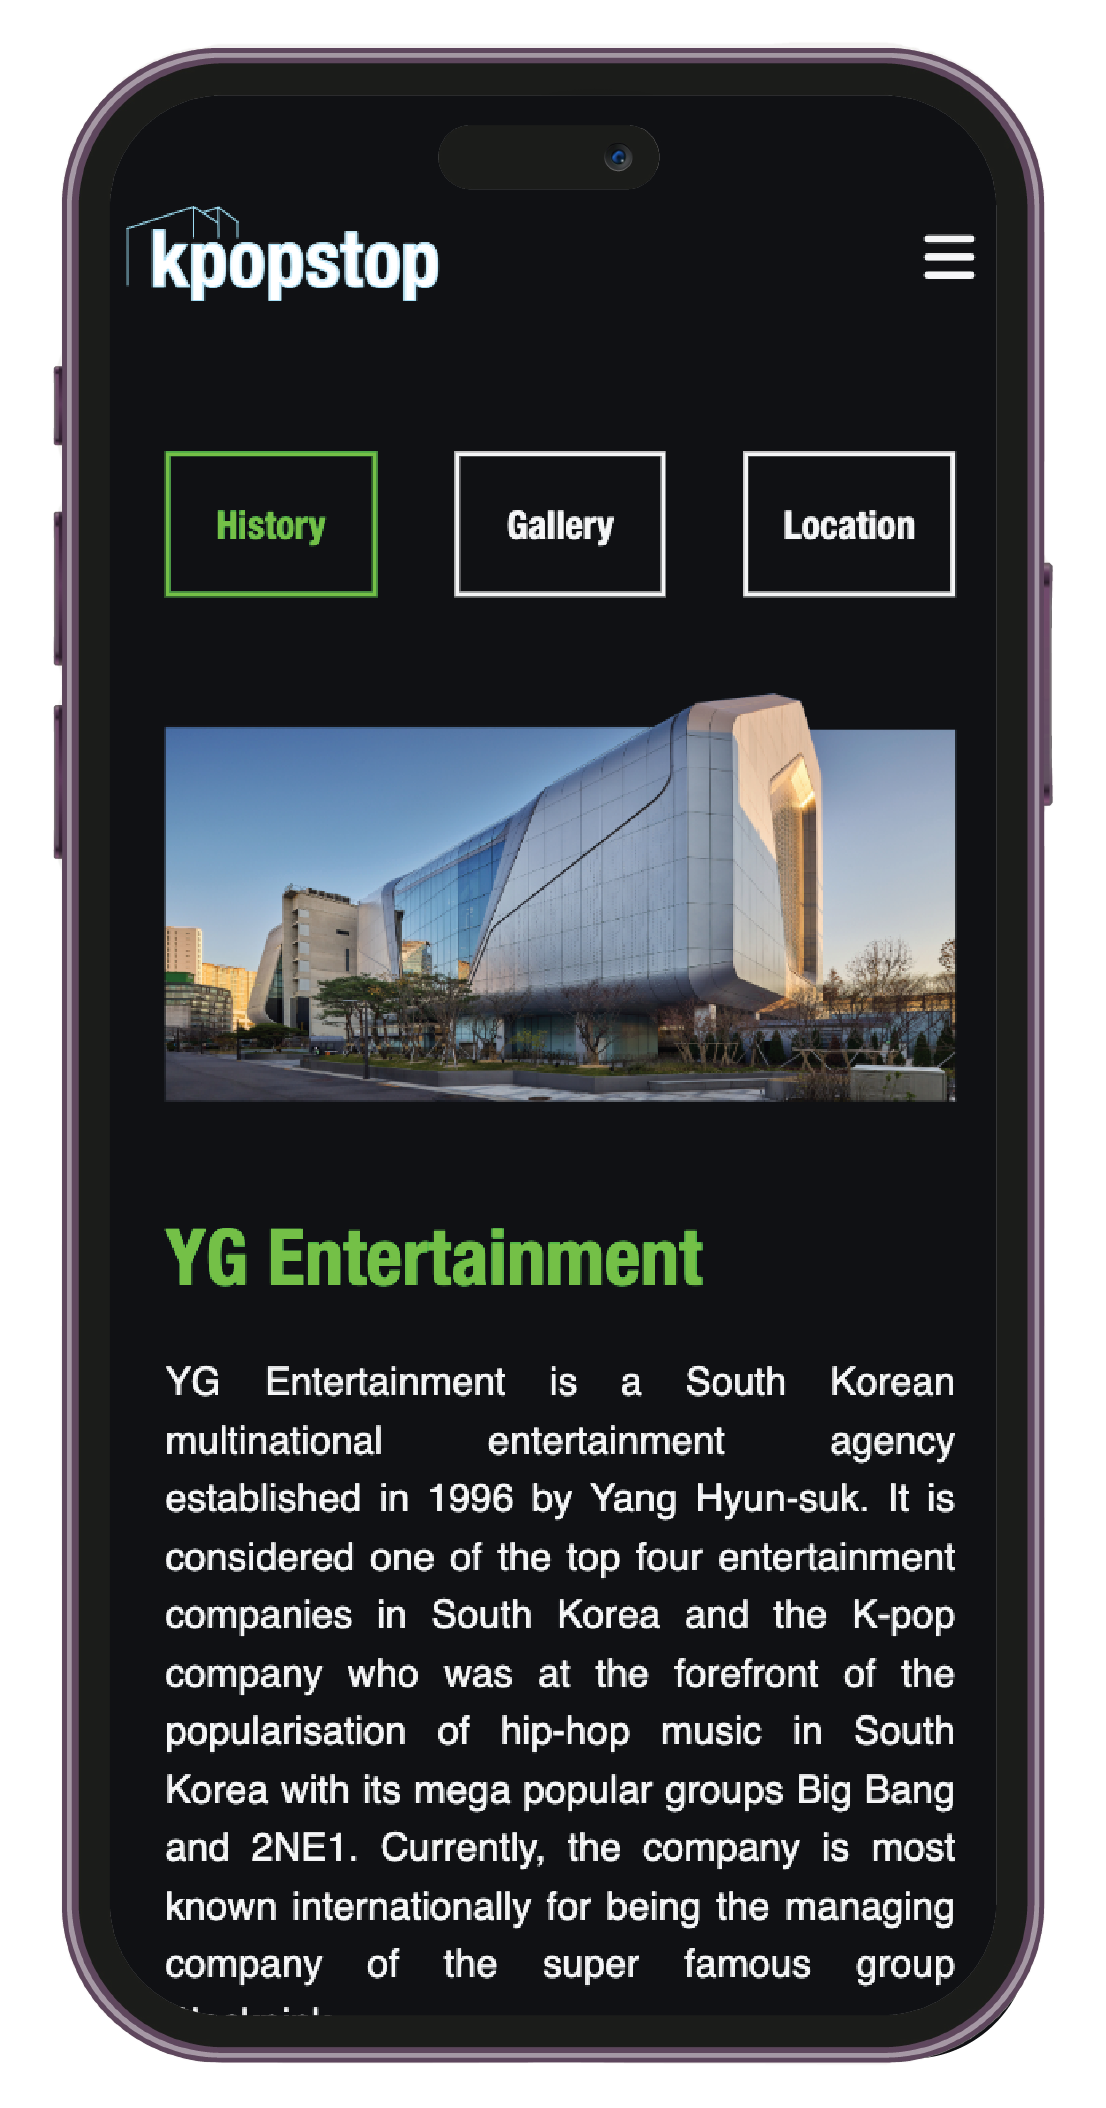 kpopstop
History Gallery Location
YG Entertainment
YG Entertainment is a South Korean
multinational entertainment agency
established in 1996 by Yang Hyun-suk. It is
considered one of the top four entertainment
companies in South Korea and the K-pop
company who was at the forefront of the
popularisation of hip-hop music in South
Korea with its mega popular groups Big Bang
and 2NE1. Currently, the company is most
known internationally for being the managing
company of the super famous group